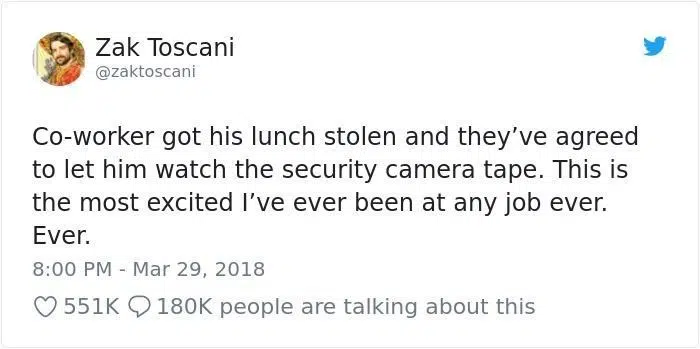 Zak Toscani
@zaktoscani
Co-worker got his lunch stolen and they’ve agreed
to let him watch the security camera tape. This is
the most excited I’ve ever been at any job ever.
Ever.
8:00 PM - Mar 29, 2018
551K 180K people are talking about this